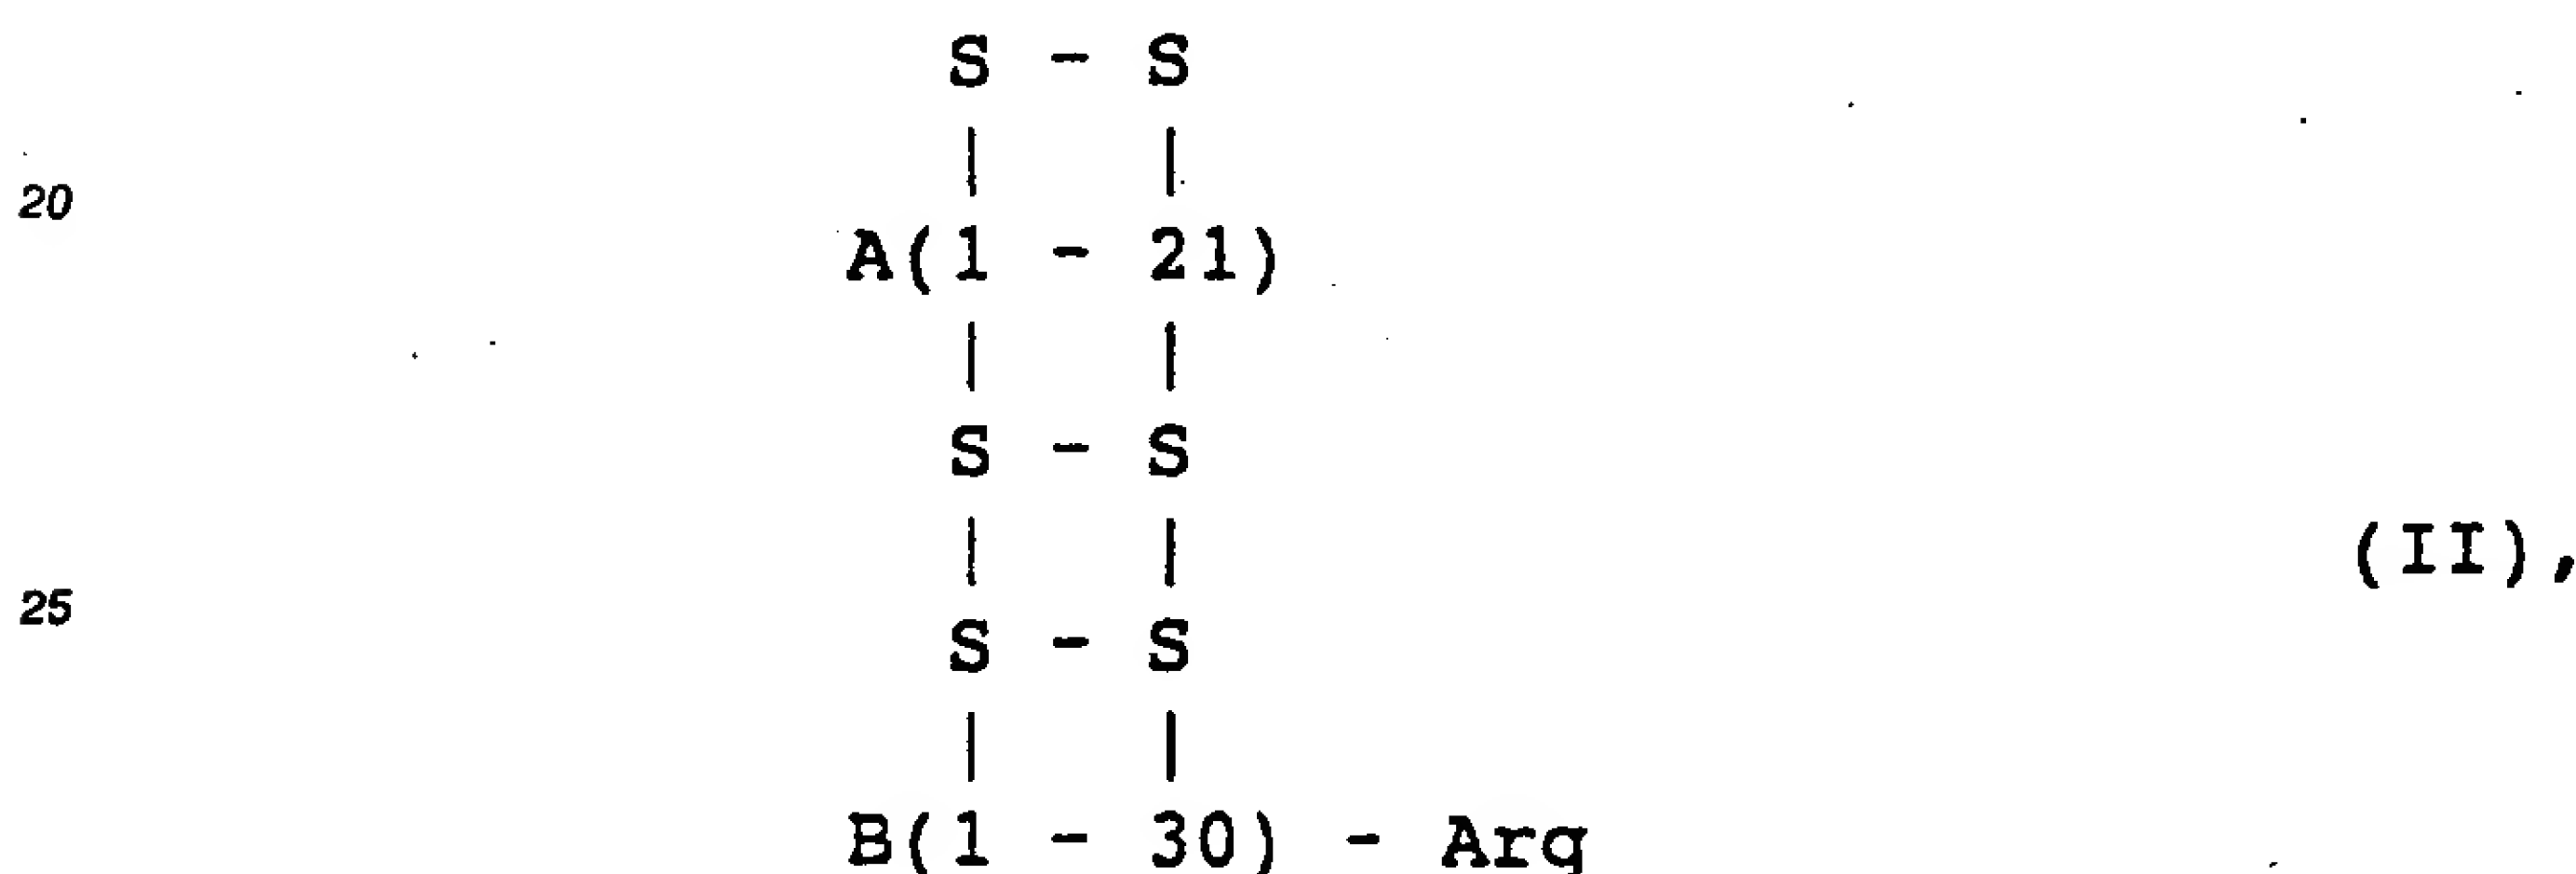 S - S
| |
20
A(1 - 21)
| |
S - S
| | (II),
25
S - S
| |
B(1 - 30) - Arg